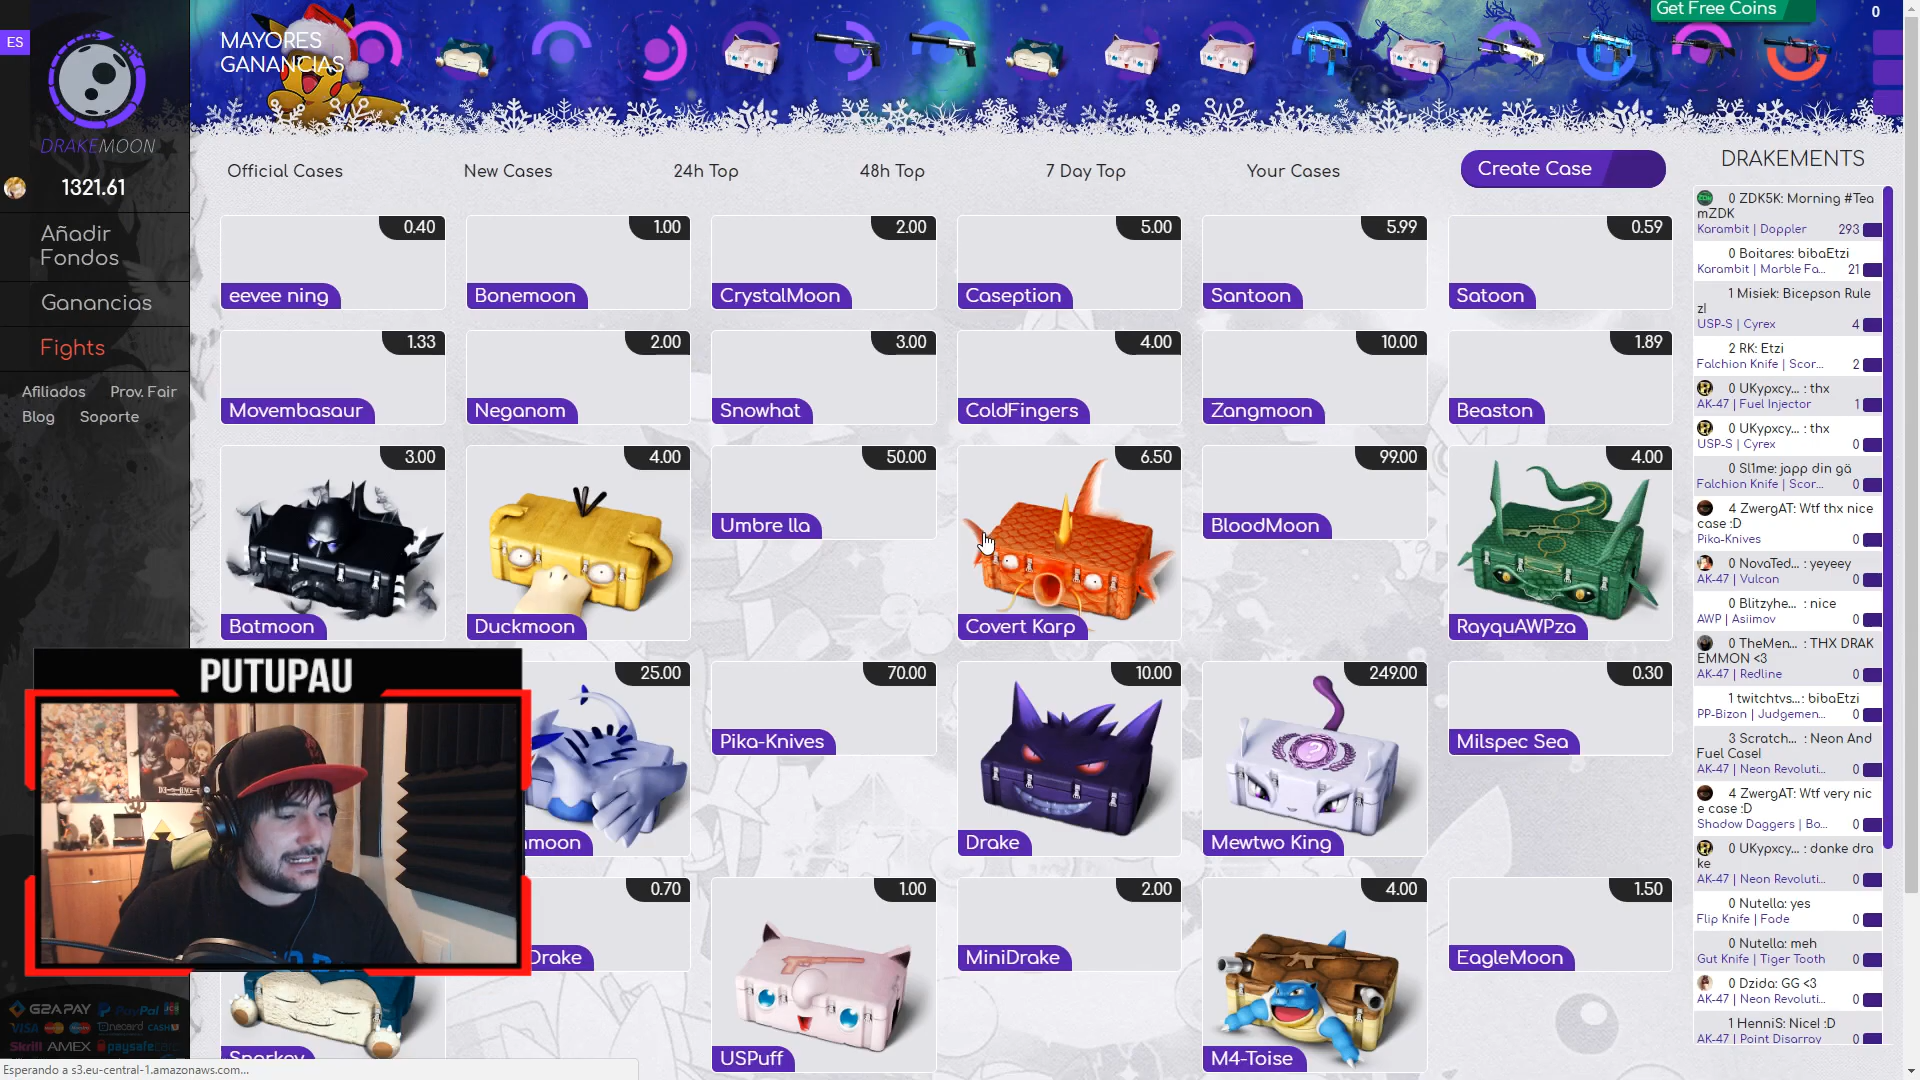 ES
DRAKEMOON
1321.61
Añadir
Fondos
Ganancias
Fights
Afiliados Prov. Fair
Blog Soporte
MAYORES
GANANCIAS
Get Free Coins
0
Official Cases
New Cases
24h Top
48h Top
7 Day Top
Your Cases
Create Case
0.40
eevee ning
1.00
Bonemoon
2.00
CrystalMoon
5.00
Caseption
5.99
Santoon
0.59
Satoon
1.33
Movembasaur
2.00
Neganom
3.00
Snowhat
4.00
ColdFingers
10.00
Zangmoon
1.89
Beaston
3.00
Batmoon
4.00
Duckmoon
50.00
Umbre lla
6.50
Covert Karp
99.00
BloodMoon
4.00
RayquAWPza
25.00
moon
70.00
Pika-Knives
10.00
Drake
249.00
Mewtwo King
0.30
Milspec Sea
0.70
Drake
1.00
USPuff
2.00
MiniDrake
4.00
M4-Toise
1.50
EagleMoon
PUTUPAU
G2APAY PayPal
VISA onecard CASHU
Skrill AMEX paysafe
Esperando a s3.eu-central-1.amazonaws.com...
DRAKEMENTS
0 ZDK5K: Morning #Tea
mZDK
Karambit | Doppler 293
0 Boitares: bibaEtzi
Karambit | Marble Fa... 21
1 Misiek: Bicepson Rule
z!
USP-S | Cyrex 4
2 RK: Etzi
Falchion Knife | Scor... 2
0 UKypxcy... : thx
AK-47 | Fuel Injector 1
0 UKypxcy... : thx
USP-S | Cyrex 0
0 Sl1me: japp din gä
Falchion Knife | Scor... 0
4 ZwergAT: Wtf thx nice
case :D
Pika-Knives 0
0 NovaTed... : yeyeey
AK-47 | Vulcan 0
0 Blitzyhe... : nice
AWP | Asiimov 0
0 TheMen... : THX DRAK
EMMON <3
AK-47 | Redline 0
1 twitchtvs...: bibaEtzi
PP-Bizon | Judgemen... 0
3 Scratch... : Neon And
Fuel Case!
AK-47 | Neon Revoluti... 0
4 ZwergAT: Wtf very nic
e case :D
Shadow Daggers | Bo... 0
0 UKypxcy... : danke dra
ke
AK-47 | Neon Revoluti... 0
0 Nutella: yes
Flip Knife | Fade 0
0 Nutella: meh
Gut Knife | Tiger Tooth 0
0 Dzida: GG <3
AK-47 | Neon Revoluti... 0
1 HenniS: Nice! :D
AK-47 | Point Disarray 0